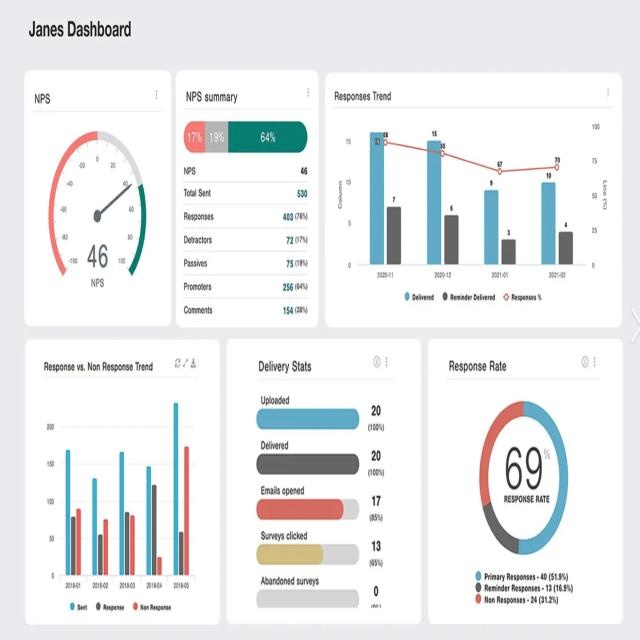 Janes Dashboard
NPS
-100
-80
-60
-40
-20
0
20
40
60
80
100
46
NPS
NPS summary
17% 19% 64%
NPS 46
Total Sent 530
Responses 403 (76%)
Detractors 72 (17%)
Passives 75 (19%)
Promoters 256 (64%)
Comments 154 (38%)
Responses Trend
Column
15
5
0
Line (%)
100
75
50
25
0
88
7
15
6
9
67
3
10
70
4
2020-11 2020-12 2021-01 2021-02
Delivered Reminder Delivered Responses %
Response vs. Non Response Trend
200
150
100
50
0
2018-01 2018-02 2018-03 2018-04 2018-05
Sent Response Non Response
Delivery Stats
Uploaded
20
(100%)
Delivered
20
(100%)
Emails opened
17
(85%)
Surveys clicked
13
(65%)
Abandoned surveys
0
Response Rate
69 %
RESPONSE RATE
Primary Responses - 40 (51.9%)
Reminder Responses - 13 (16.9%)
Non Responses - 24 (31.2%)